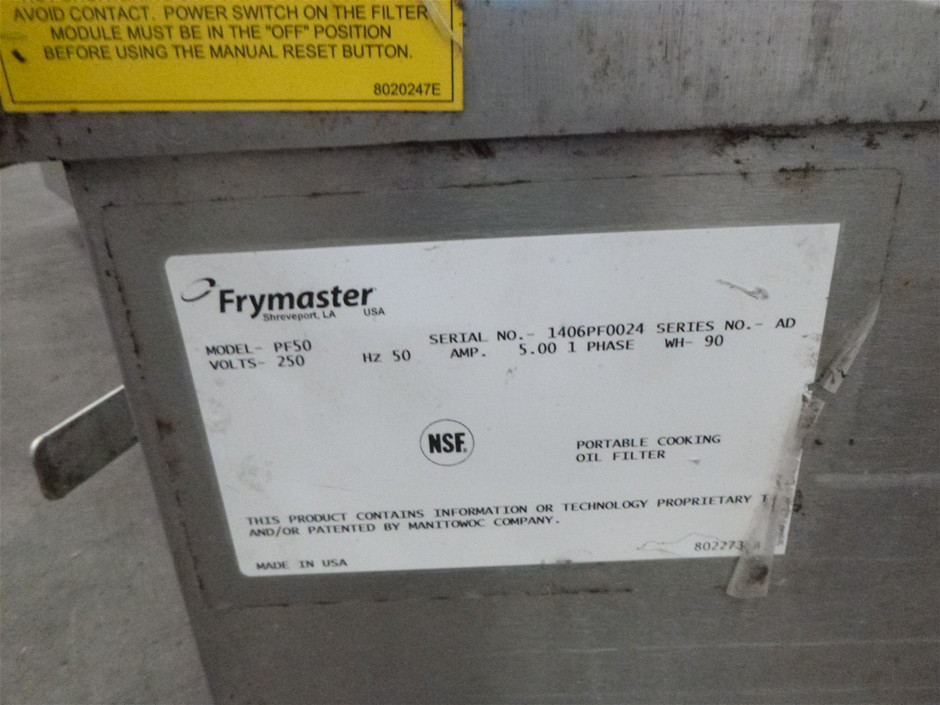 AVOID CONTACT. POWER SWITCH ON THE FILTER
MODULE MUST BE IN THE "OFF" POSITION
BEFORE USING THE MANUAL RESET BUTTON.
8020247E
Frymaster
Shreveport, LA USA
MODEL- PF50 SERIAL NO.- 1406PF0024 SERIES NO.- AD
VOLTS- 250 Hz 50 AMP. 5.00 1 PHASE WH- 90
NSF.
PORTABLE COOKING
OIL FILTER
THIS PRODUCT CONTAINS INFORMATION OR TECHNOLOGY PROPRIETARY T
AND/OR PATENTED BY MANITOWOC COMPANY.
802273 A
MADE IN USA